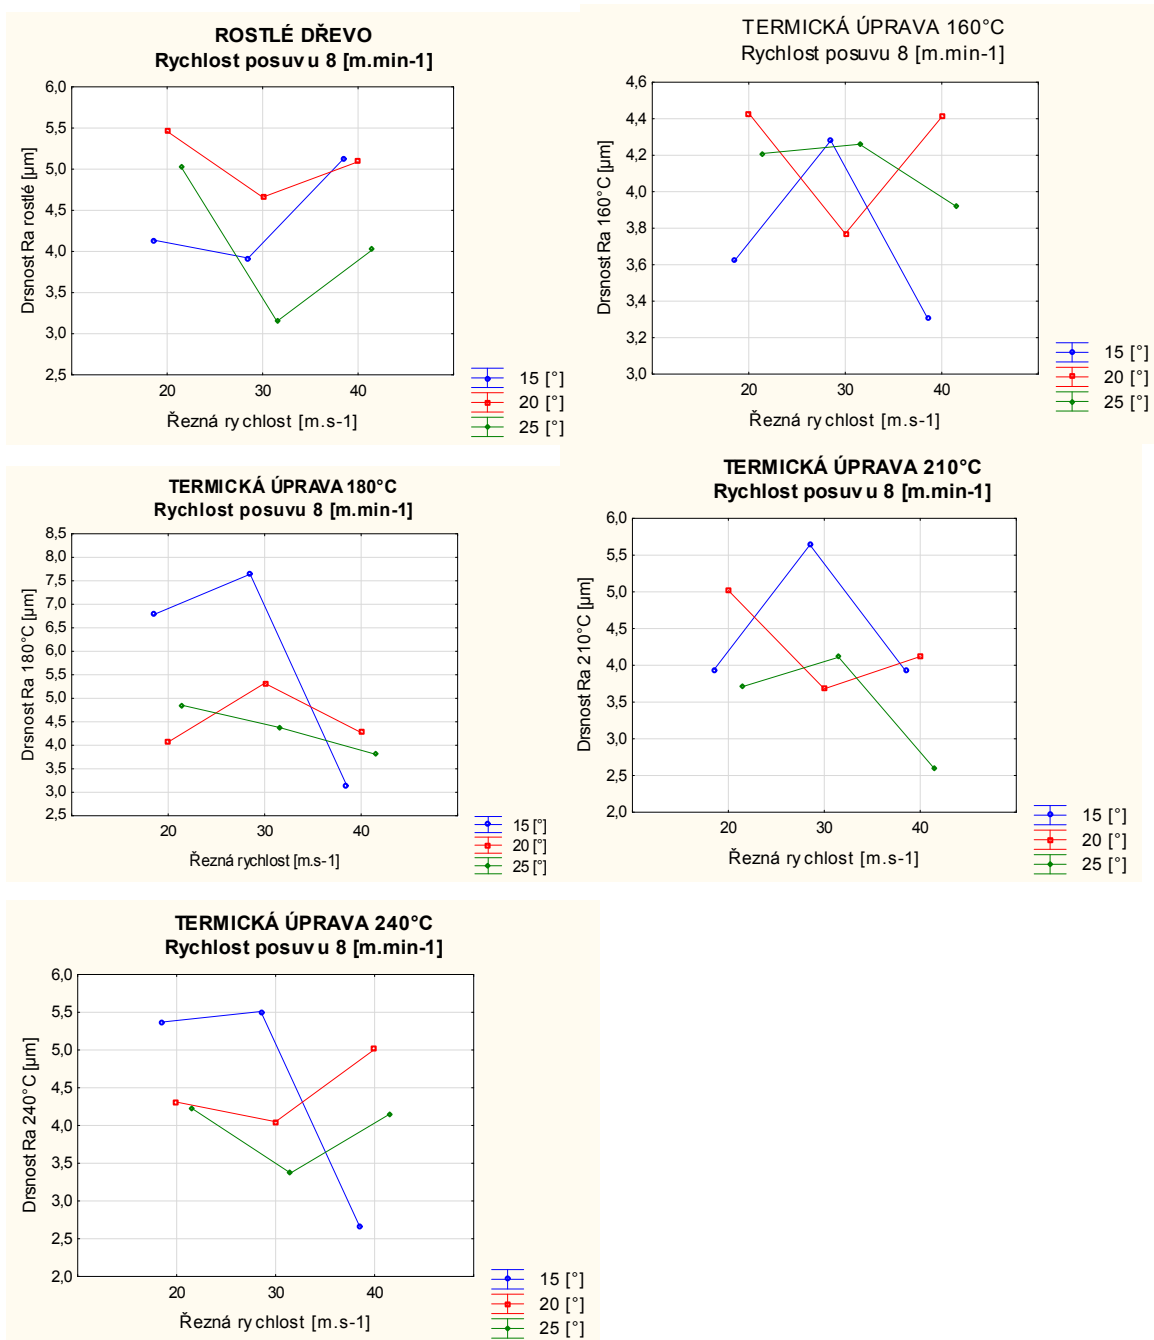 ROSTLÉ DŘEVO
Rychlost posuvu 8 [m.min-1]
6,0
5,5
5,0
4,5
4,0
3,5
3,0
2,5
Drsnost Ra rostlé [µm]
20 30 40
Řezná rychlost [m.s-1]
15 [°]
20 [°]
25 [°]
TERMICKÁ ÚPRAVA 160°C
Rychlost posuvu 8 [m.min-1]
4,6
4,4
4,2
4,0
3,8
3,6
3,4
3,2
3,0
Drsnost Ra 160°C [µm]
20 30 40
Řezná rychlost [m.s-1]
15 [°]
20 [°]
25 [°]
TERMICKÁ ÚPRAVA 180°C
Rychlost posuvu 8 [m.min-1]
8,5
8,0
7,5
7,0
6,5
6,0
5,5
5,0
4,5
4,0
3,5
3,0
2,5
Drsnost Ra 180°C [µm]
20 30 40
Řezná rychlost [m.s-1]
15 [°]
20 [°]
25 [°]
TERMICKÁ ÚPRAVA 210°C
Rychlost posuvu 8 [m.min-1]
6,0
5,5
5,0
4,5
4,0
3,5
3,0
2,5
2,0
Drsnost Ra 210°C [µm]
20 30 40
Řezná rychlost [m.s-1]
15 [°]
20 [°]
25 [°]
TERMICKÁ ÚPRAVA 240°C
Rychlost posuvu 8 [m.min-1]
6,0
5,5
5,0
4,5
4,0
3,5
3,0
2,5
2,0
Drsnost Ra 240°C [µm]
20 30 40
Řezná rychlost [m.s-1]
15 [°]
20 [°]
25 [°]